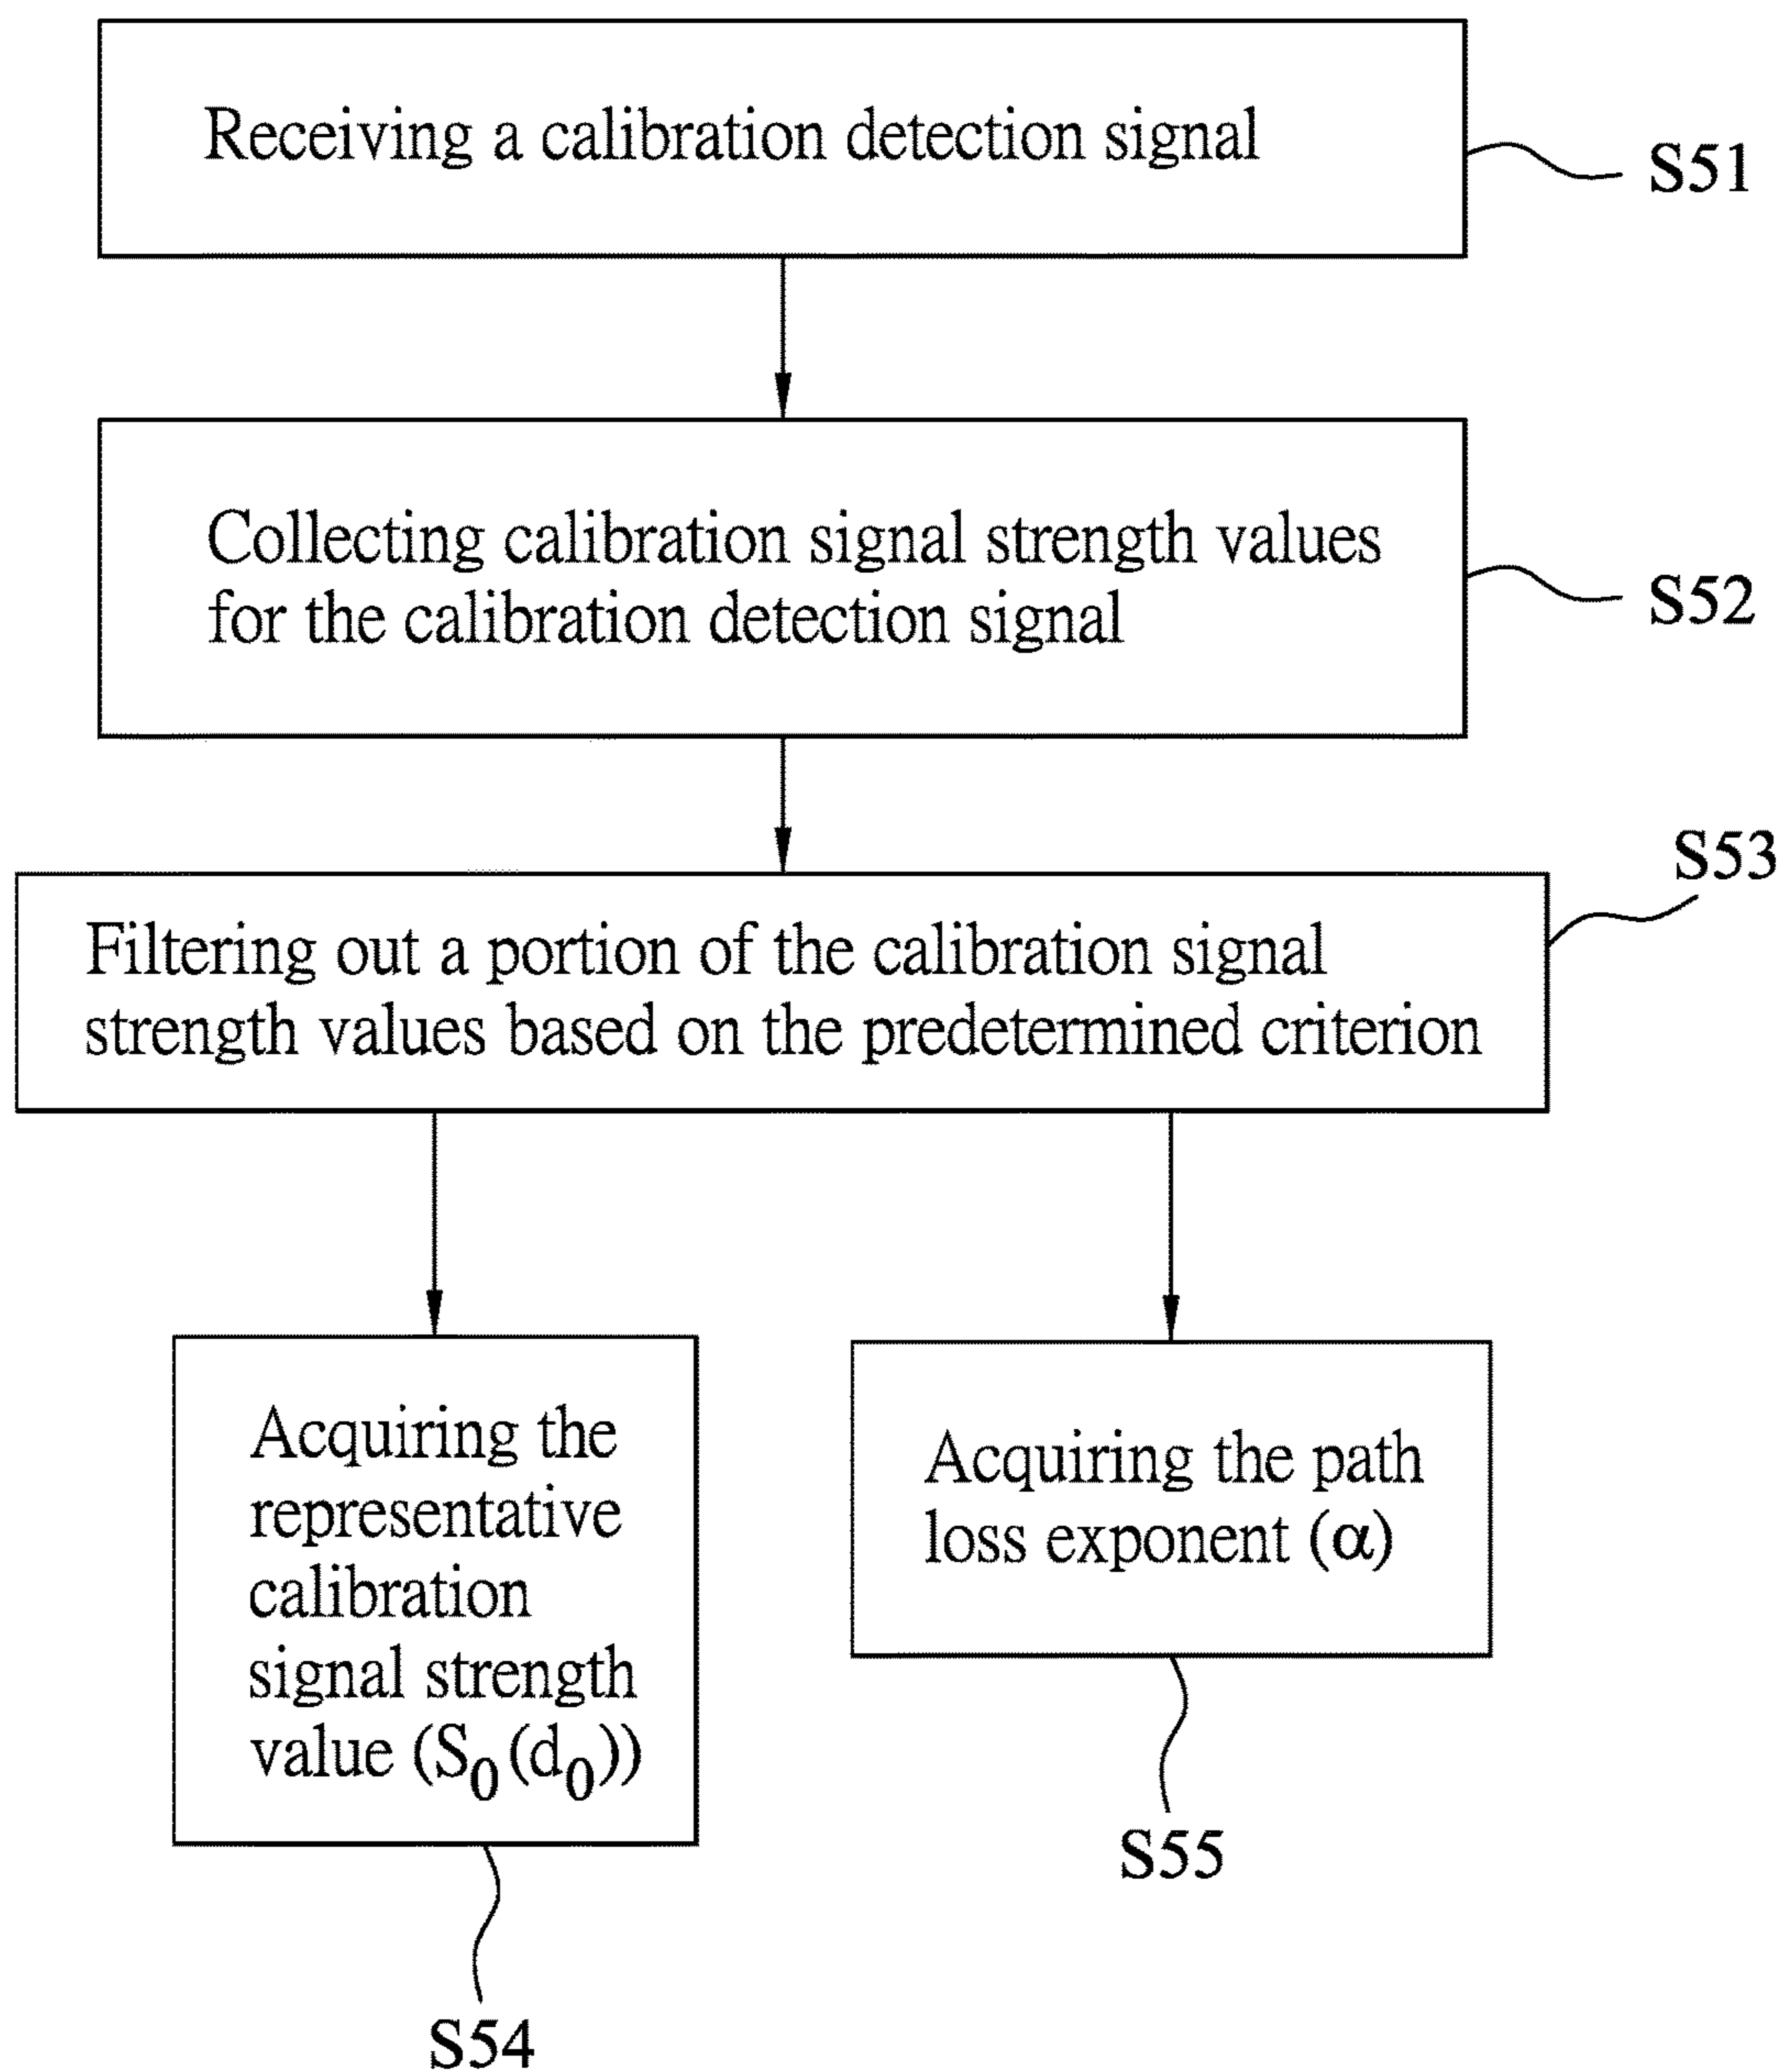 Receiving a calibration detection signal
S51
Collecting calibration signal strength values
for the calibration detection signal
S52
S53
Filtering out a portion of the calibration signal
strength values based on the predetermined criterion
Acquiring the
representative
calibration
signal strength
value (S₀(d₀))
S54
Acquiring the path
loss exponent (α)
S55